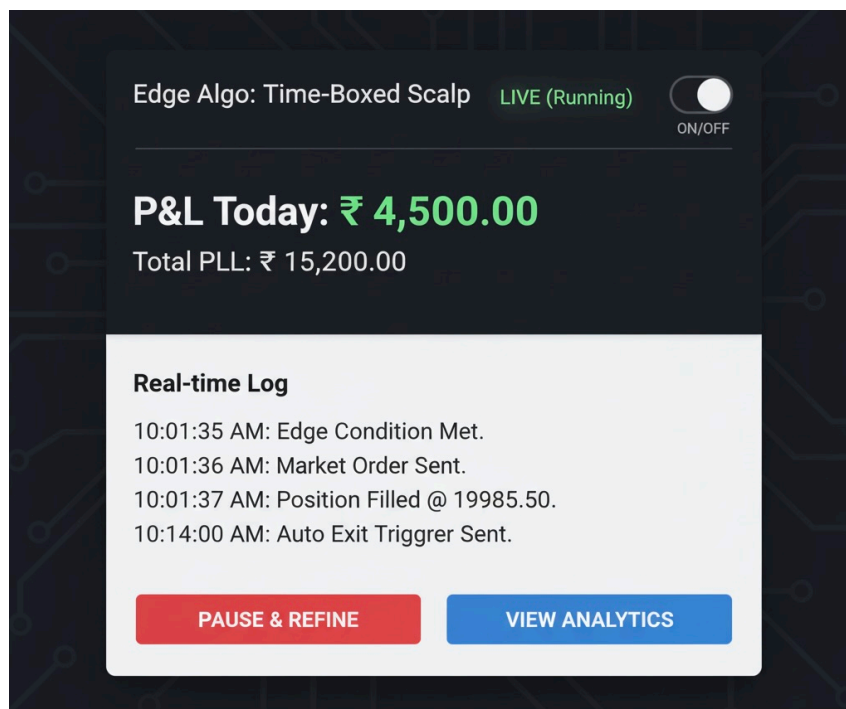 Edge Algo: Time-Boxed Scalp LIVE (Running)
ON/OFF
P&L Today: ₹ 4,500.00
Total PLL: ₹ 15,200.00
Real-time Log
10:01:35 AM: Edge Condition Met.
10:01:36 AM: Market Order Sent.
10:01:37 AM: Position Filled @ 19985.50.
10:14:00 AM: Auto Exit Triggrer Sent.
PAUSE & REFINE VIEW ANALYTICS